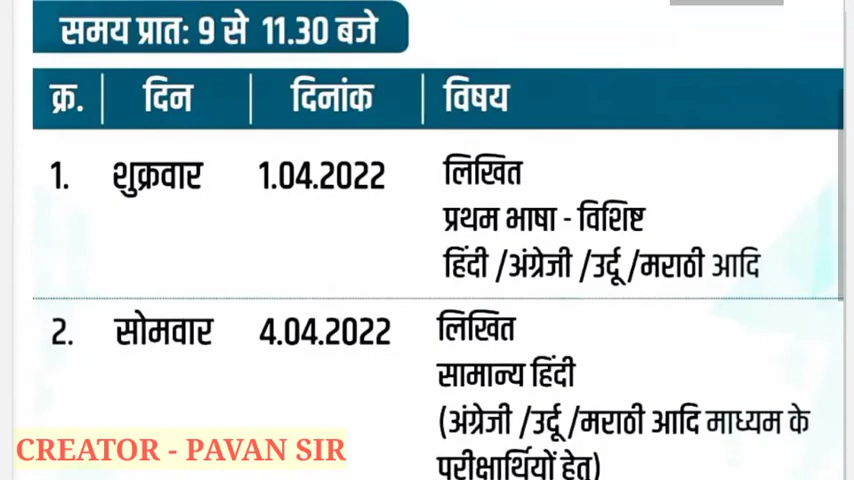 समय प्रात: 9 से 11.30 बजे
क्र. दिन दिनांक विषय
1. शुक्रवार 1.04.2022 लिखित
प्रथम भाषा - विशिष्ट
हिंदी /अंग्रेजी /उर्दू /मराठी आदि
2. सोमवार 4.04.2022 लिखित
सामान्य हिंदी
(अंग्रेजी /उर्दू /मराठी आदि माध्यम के
परीक्षार्थियों हेतु)
CREATOR - PAVAN SIR